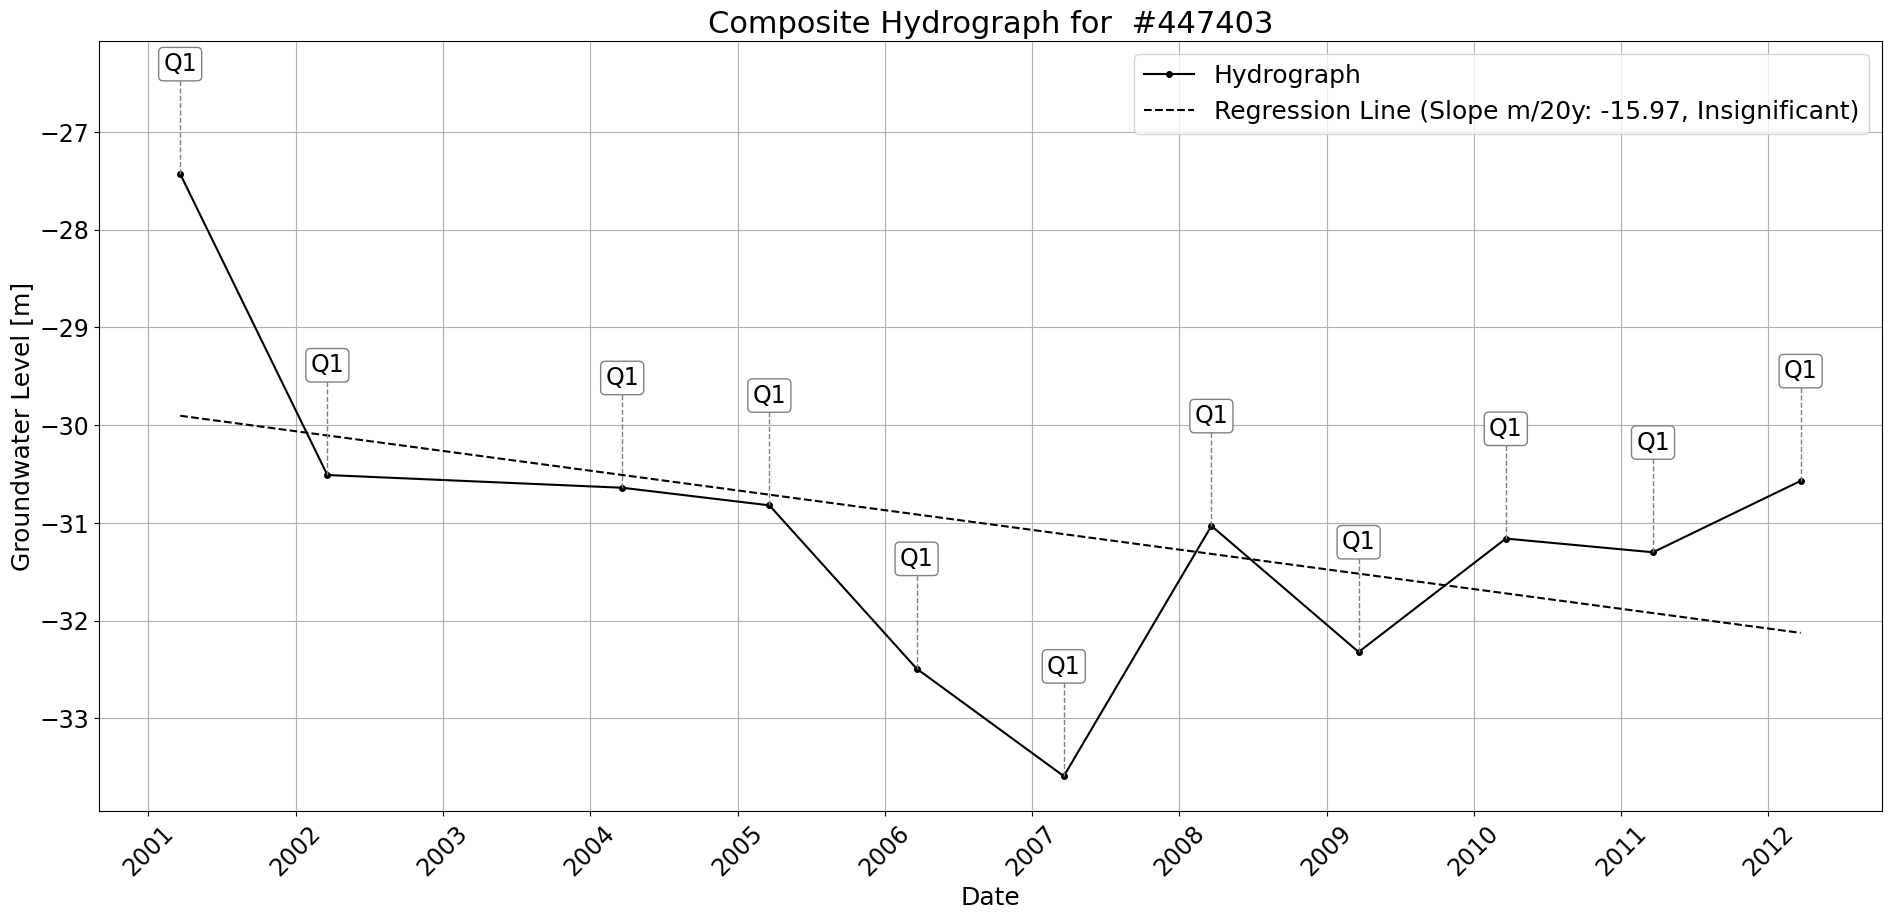 Composite Hydrograph for  #447403
Hydrograph
Regression Line (Slope m/20y: -15.97, Insignificant)
Q1
Q1
Q1
Q1
Q1
Q1
Q1
Q1
Q1
Q1
Q1
Groundwater Level [m]
−27
−28
−29
−30
−31
−32
−33
2001
2002
2003
2004
2005
2006
2007
2008
2009
2010
2011
2012
Date